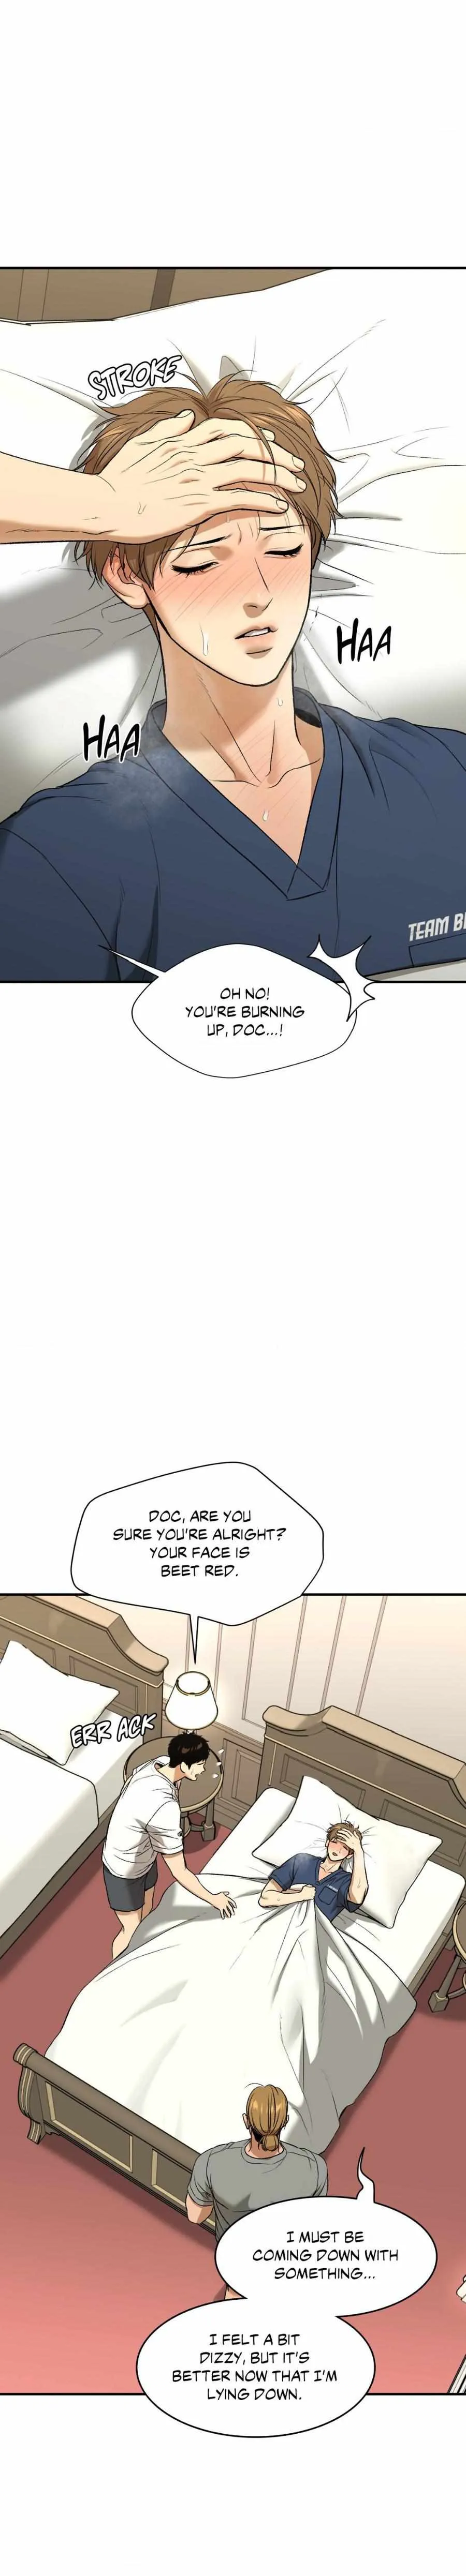 STROKE
HAA
HAA
TEAM B
OH NO!
YOU'RE BURNING
UP, DOC...!
DOC, ARE YOU
SURE YOU'RE ALRIGHT?
YOUR FACE IS
BEET RED.
ERR ACK
I MUST BE
COMING DOWN WITH
SOMETHING...
I FELT A BIT
DIZZY, BUT IT'S
BETTER NOW THAT I'M
LYING DOWN.